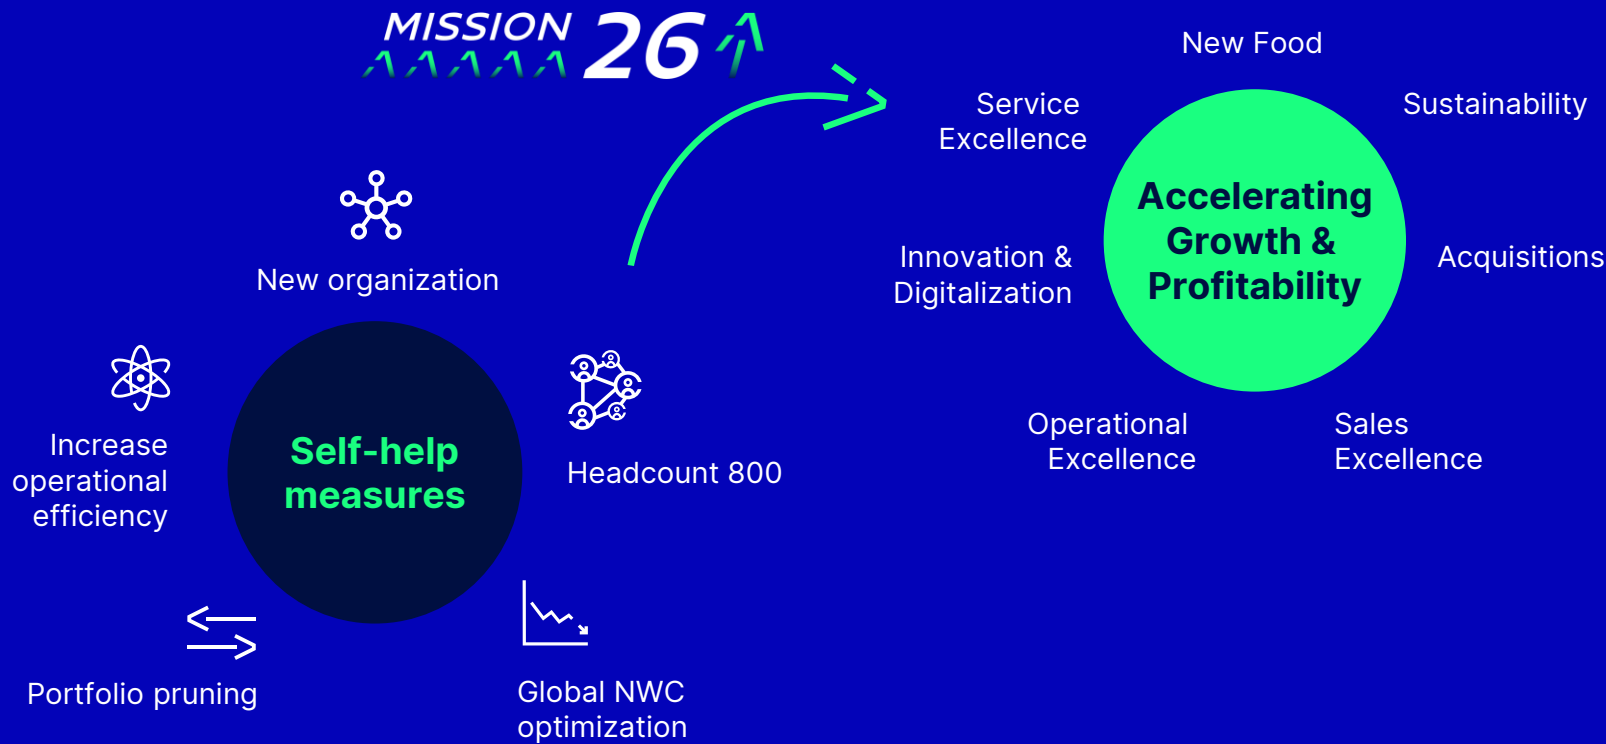 MISSION 26
New organization
Self-help
measures
Increase
operational
efficiency
Headcount 800
Portfolio pruning
Global NWC
optimization
New Food
Service
Excellence
Sustainability
Accelerating
Growth &
Profitability
Innovation &
Digitalization
Acquisitions
Operational
Excellence
Sales
Excellence